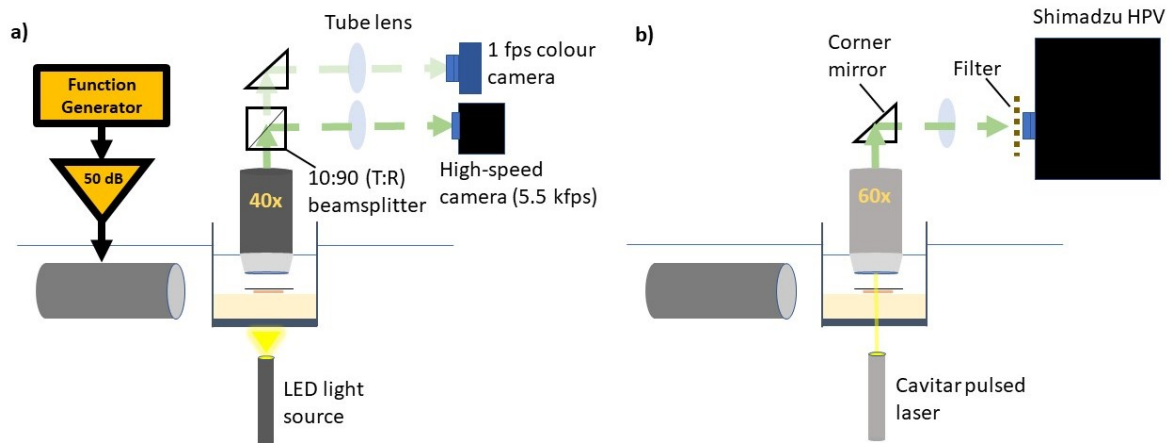 a)
Function
Generator
50 dB
Tube lens
1 fps colour
camera
High-speed
camera (5.5 kfps)
10:90 (T:R)
beamsplitter
40x
LED light
source
b)
Shimadzu HPV
Corner
mirror
Filter
60x
Cavitar pulsed
laser